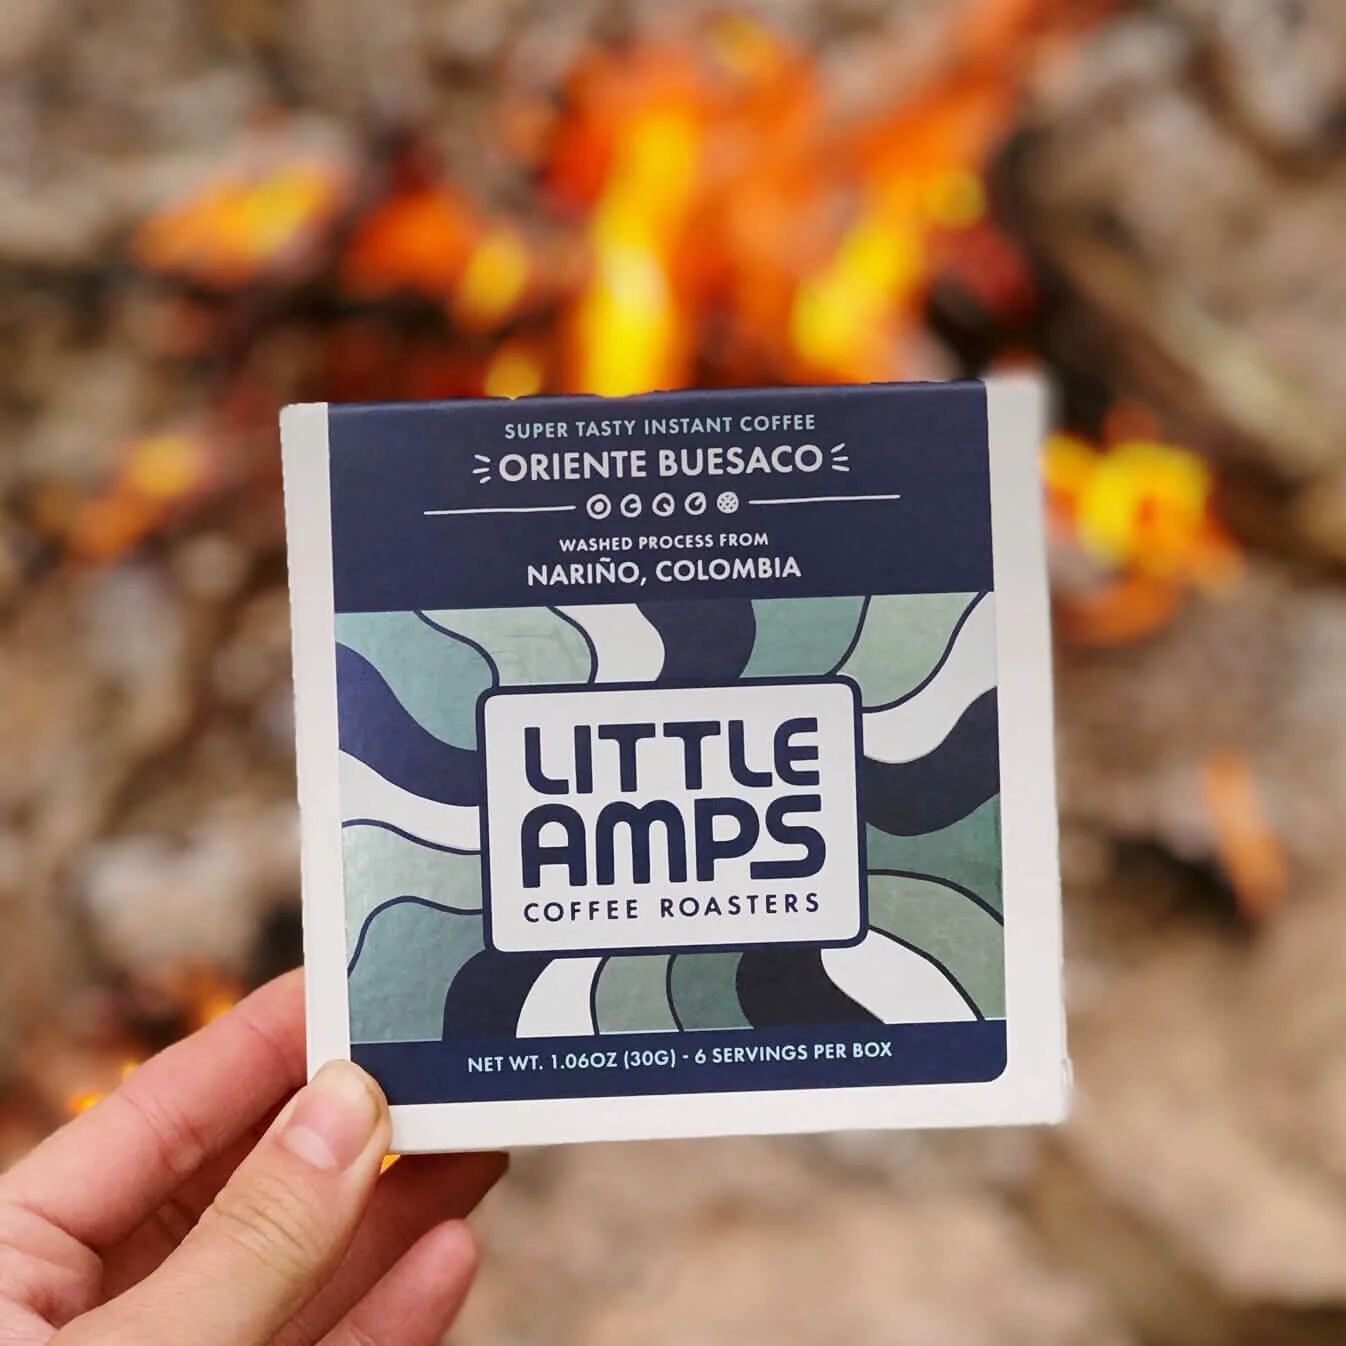 SUPER TASTY INSTANT COFFEE
ORIENTE BUESACO
WASHED PROCESS FROM
NARIÑO, COLOMBIA
LITTLE
AMPS
COFFEE ROASTERS
NET WT. 1.06OZ (30G) - 6 SERVINGS PER BOX